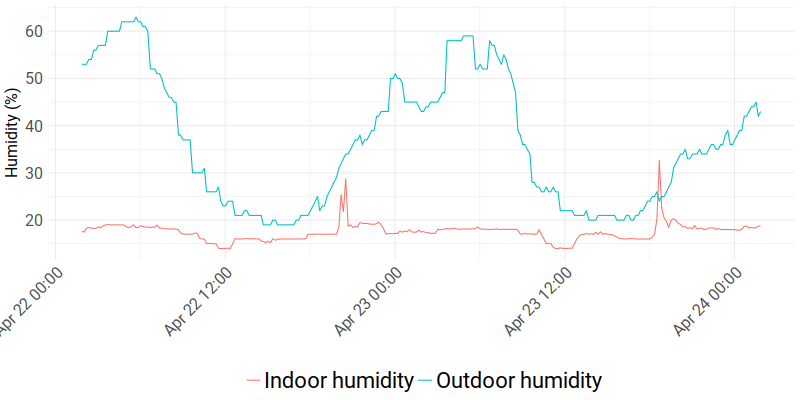 Humidity (%)
60
50
40
30
20
Apr 22 00:00
Apr 22 12:00
Apr 23 00:00
Apr 23 12:00
Apr 24 00:00
Indoor humidity
Outdoor humidity